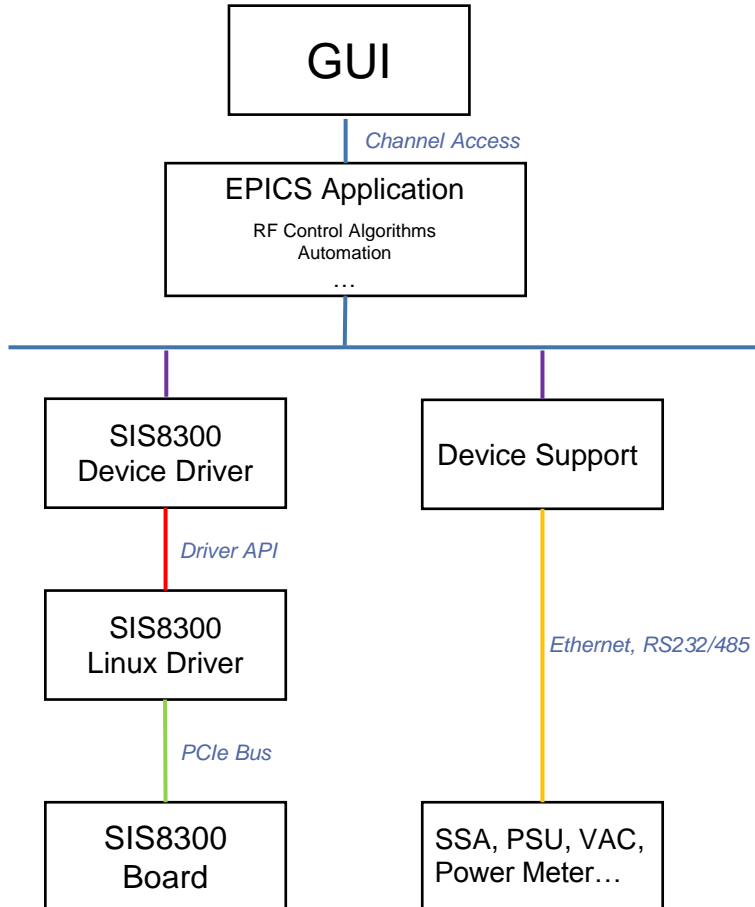 GUI
Channel Access
EPICS Application
RF Control Algorithms
Automation
…
SIS8300
Device Driver
Device Support
Driver API
SIS8300
Linux Driver
Ethernet, RS232/485
PCIe Bus
SIS8300
Board
SSA, PSU, VAC,
Power Meter…